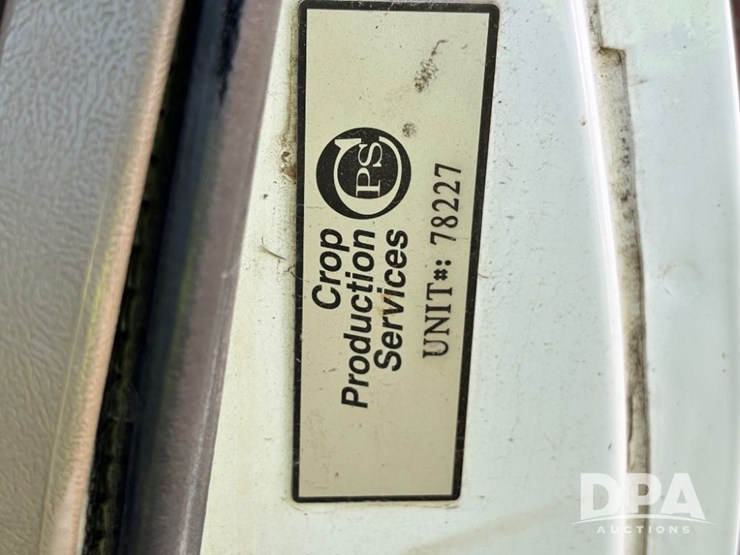 CPS
Crop
Production
Services
UNIT#: 78227
DPA
AUCTIONS